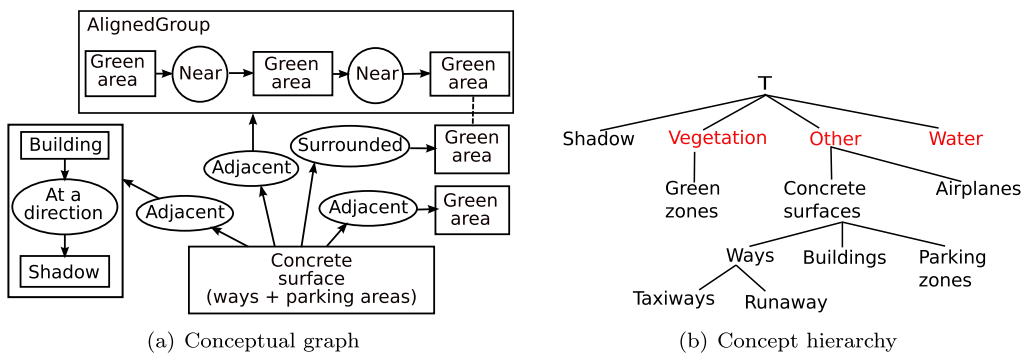 AlignedGroup
Green
area
Near
Green
area
Near
Green
area
Building
At a
direction
Shadow
Adjacent
Adjacent
Surrounded
Green
area
Adjacent
Green
area
Concrete
surface
(ways + parking areas)
(a) Conceptual graph
T
Shadow
Vegetation
Other
Water
Green
zones
Concrete
surfaces
Airplanes
Ways
Buildings
Parking
zones
Taxiways
Runaway
(b) Concept hierarchy